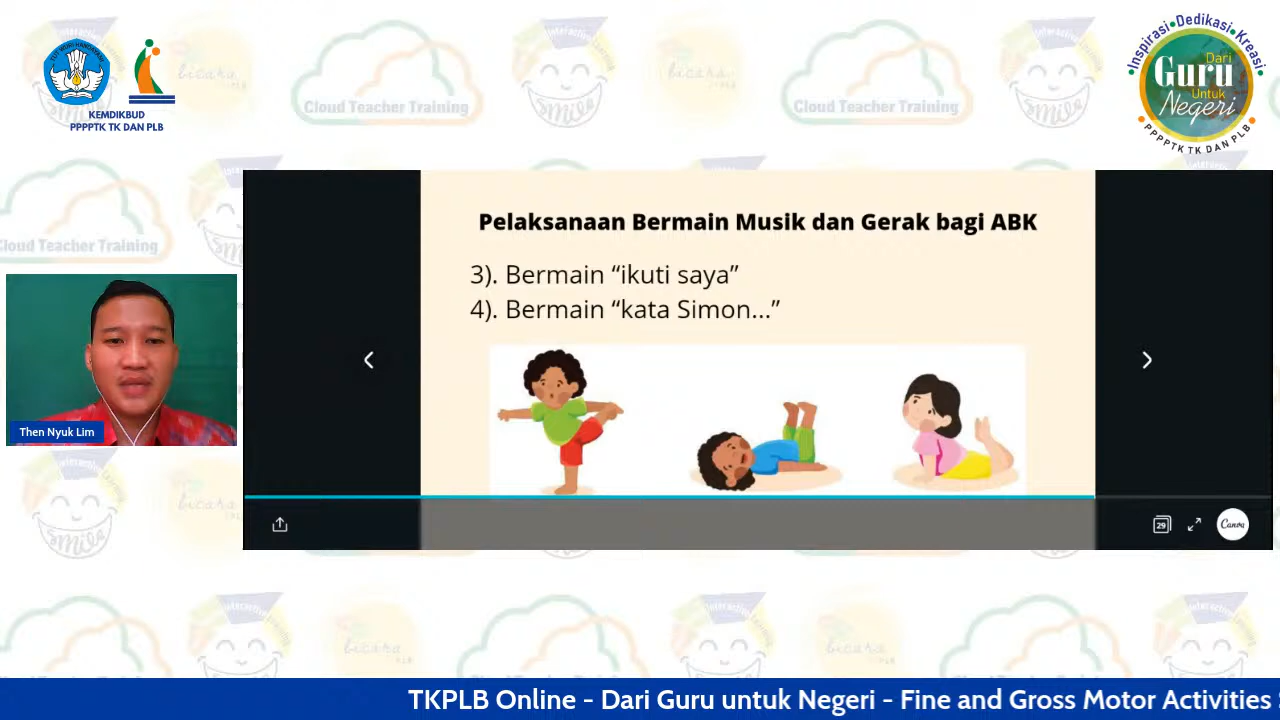 KEMDIKBUD
PPPPTK TK DAN PLB
Inspirasi•Dedikasi•Kreasi
Dari
Guru
Untuk
Negeri
PPPPTK TK DAN PLB
Cloud Teacher Training
Cloud Teacher Training
Cloud Teacher Training
Pelaksanaan Bermain Musik dan Gerak bagi ABK
3). Bermain “ikuti saya”
4). Bermain “kata Simon...”
Then Nyuk Lim
29
Canva
TKPLB Online - Dari Guru untuk Negeri - Fine and Gross Motor Activities